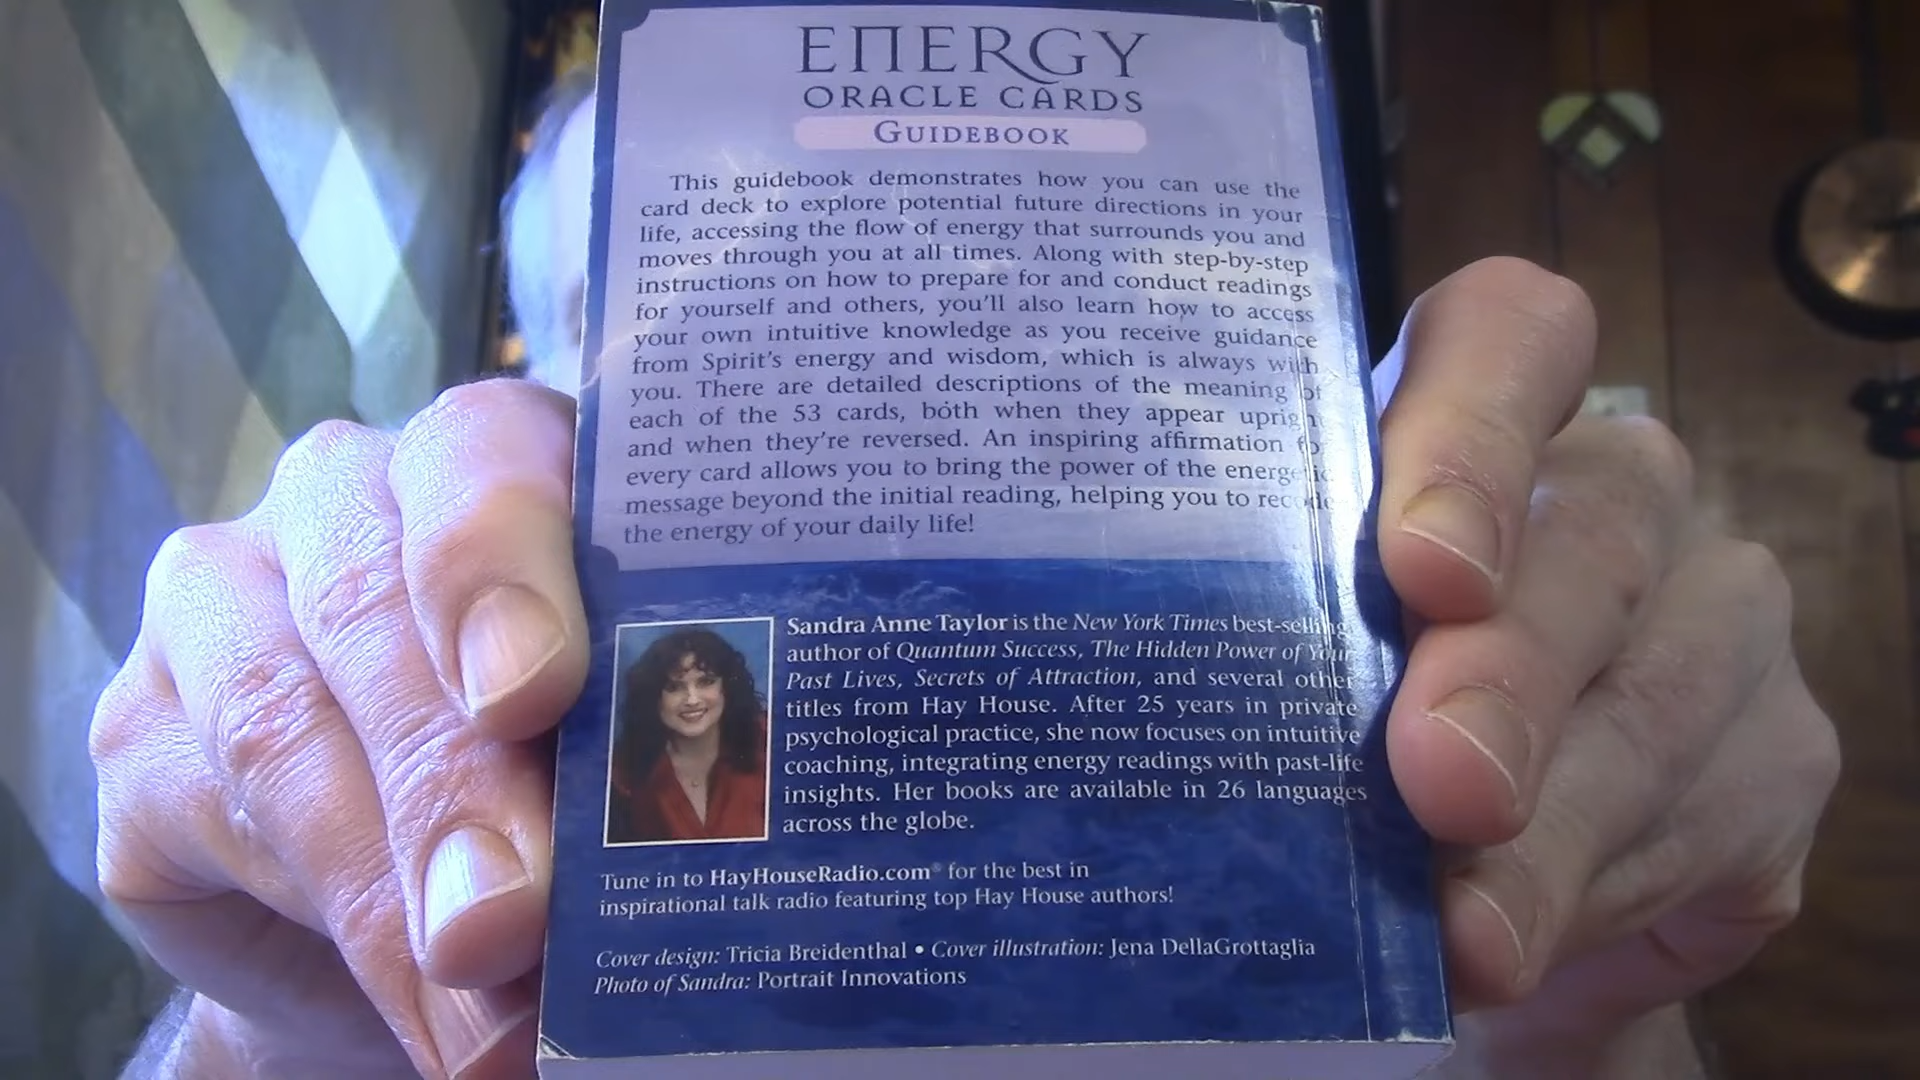 ENERGY
ORACLE CARDS
GUIDEBOOK
This guidebook demonstrates how you can use the
card deck to explore potential future directions in your
life, accessing the flow of energy that surrounds you and
moves through you at all times. Along with step-by-step
instructions on how to prepare for and conduct readings
for yourself and others, you'll also learn how to access
your own intuitive knowledge as you receive guidance
from Spirit's energy and wisdom, which is always with
you. There are detailed descriptions of the meaning of
each of the 53 cards, both when they appear upright
and when they're reversed. An inspiring affirmation for
every card allows you to bring the power of the energetic
message beyond the initial reading, helping you to recode
the energy of your daily life!
Sandra Anne Taylor is the New York Times best-selling
author of Quantum Success, The Hidden Power of Your
Past Lives, Secrets of Attraction, and several other
titles from Hay House. After 25 years in private
psychological practice, she now focuses on intuitive
coaching, integrating energy readings with past-life
insights. Her books are available in 26 languages
across the globe.
Tune in to HayHouseRadio.com® for the best in
inspirational talk radio featuring top Hay House authors!
Cover design: Tricia Breidenthal • Cover illustration: Jena DellaGrottaglia
Photo of Sandra: Portrait Innovations